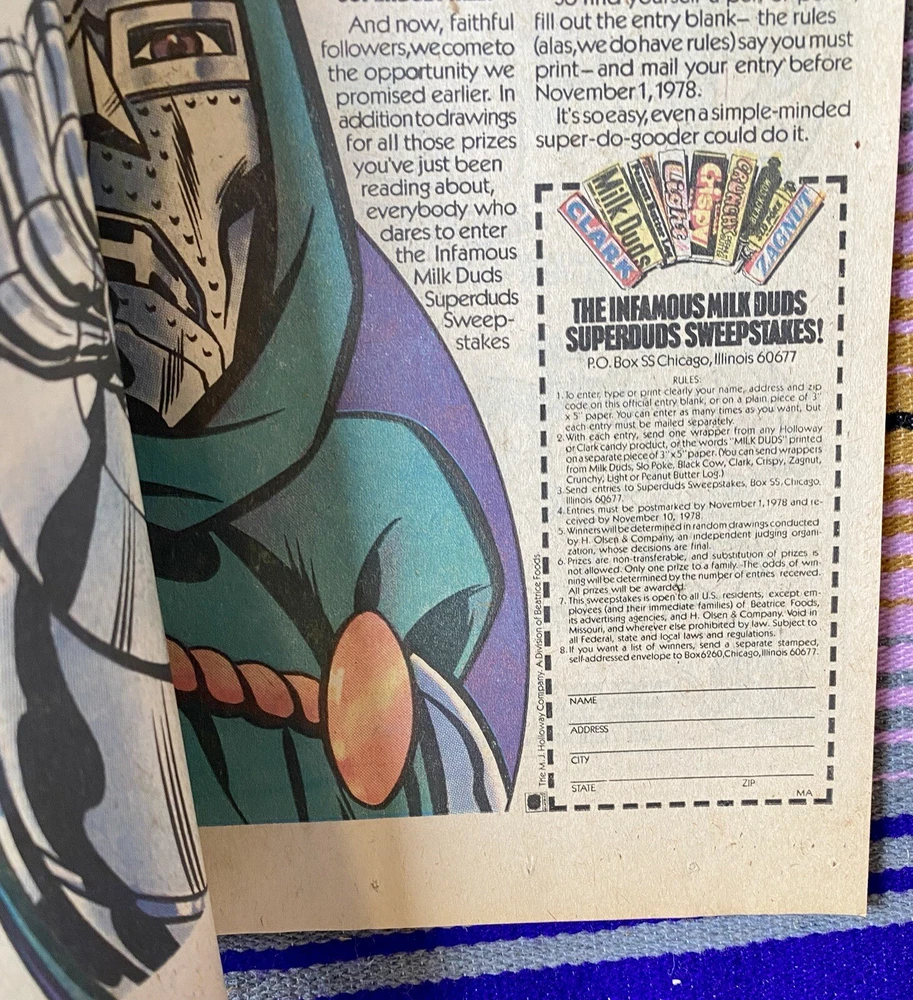 And now, faithful
followers, we come to
the opportunity we
promised earlier. In
addition to drawings
for all those prizes
you've just been
reading about,
everybody who
dares to enter
the Infamous
Milk Duds
Superduds
Sweep-
stakes
fill out the entry blank— the rules
(alas, we do have rules) say you must
print—and mail your entry before
November 1, 1978.
It's so easy, even a simple-minded
super-do-gooder could do it.
CLARK
Milk Duds
Light
Crispy
ZAGNUT
THE INFAMOUS MILK DUDS
SUPERDUDS SWEEPSTAKES!
P.O. Box SS Chicago, Illinois 60677
RULES:
1. To enter, type or print clearly your name, address and zip
code on this official entry blank, or on a plain piece of 3"
x 5" paper. You can enter as many times as you want, but
each entry must be mailed separately.
2. With each entry, send one wrapper from any Holloway
or Clark candy product, or the words "MILK DUDS" printed
on a separate piece of 3" x 5" paper. (You can send wrappers
from Milk Duds, Slo Poke, Black Cow, Clark, Crispy, Zagnut,
Crunchy, Light or Peanut Butter Log.)
3. Send entries to Superduds Sweepstakes, Box SS, Chicago,
Illinois 60677.
4. Entries must be postmarked by November 1, 1978 and re-
ceived by November 10, 1978.
5. Winners will be determined in random drawings conducted
by H. Olsen & Company, an independent judging organi-
zation, whose decisions are final.
6. Prizes are non-transferable, and substitution of prizes is
not allowed. Only one prize to a family. The odds of win-
ning will be determined by the number of entries received.
All prizes will be awarded.
7. This sweepstakes is open to all U.S. residents, except em-
ployees (and their immediate families) of Beatrice Foods,
its advertising agencies, and H. Olsen & Company. Void in
Missouri, and wherever else prohibited by law. Subject to
all Federal, state and local laws and regulations.
8. If you want a list of winners, send a separate stamped,
self-addressed envelope to Box 6260, Chicago, Illinois 60677.
NAME
ADDRESS
CITY
STATE ZIP
MA
The M.J. Holloway Company. A Division of Beatrice Foods.